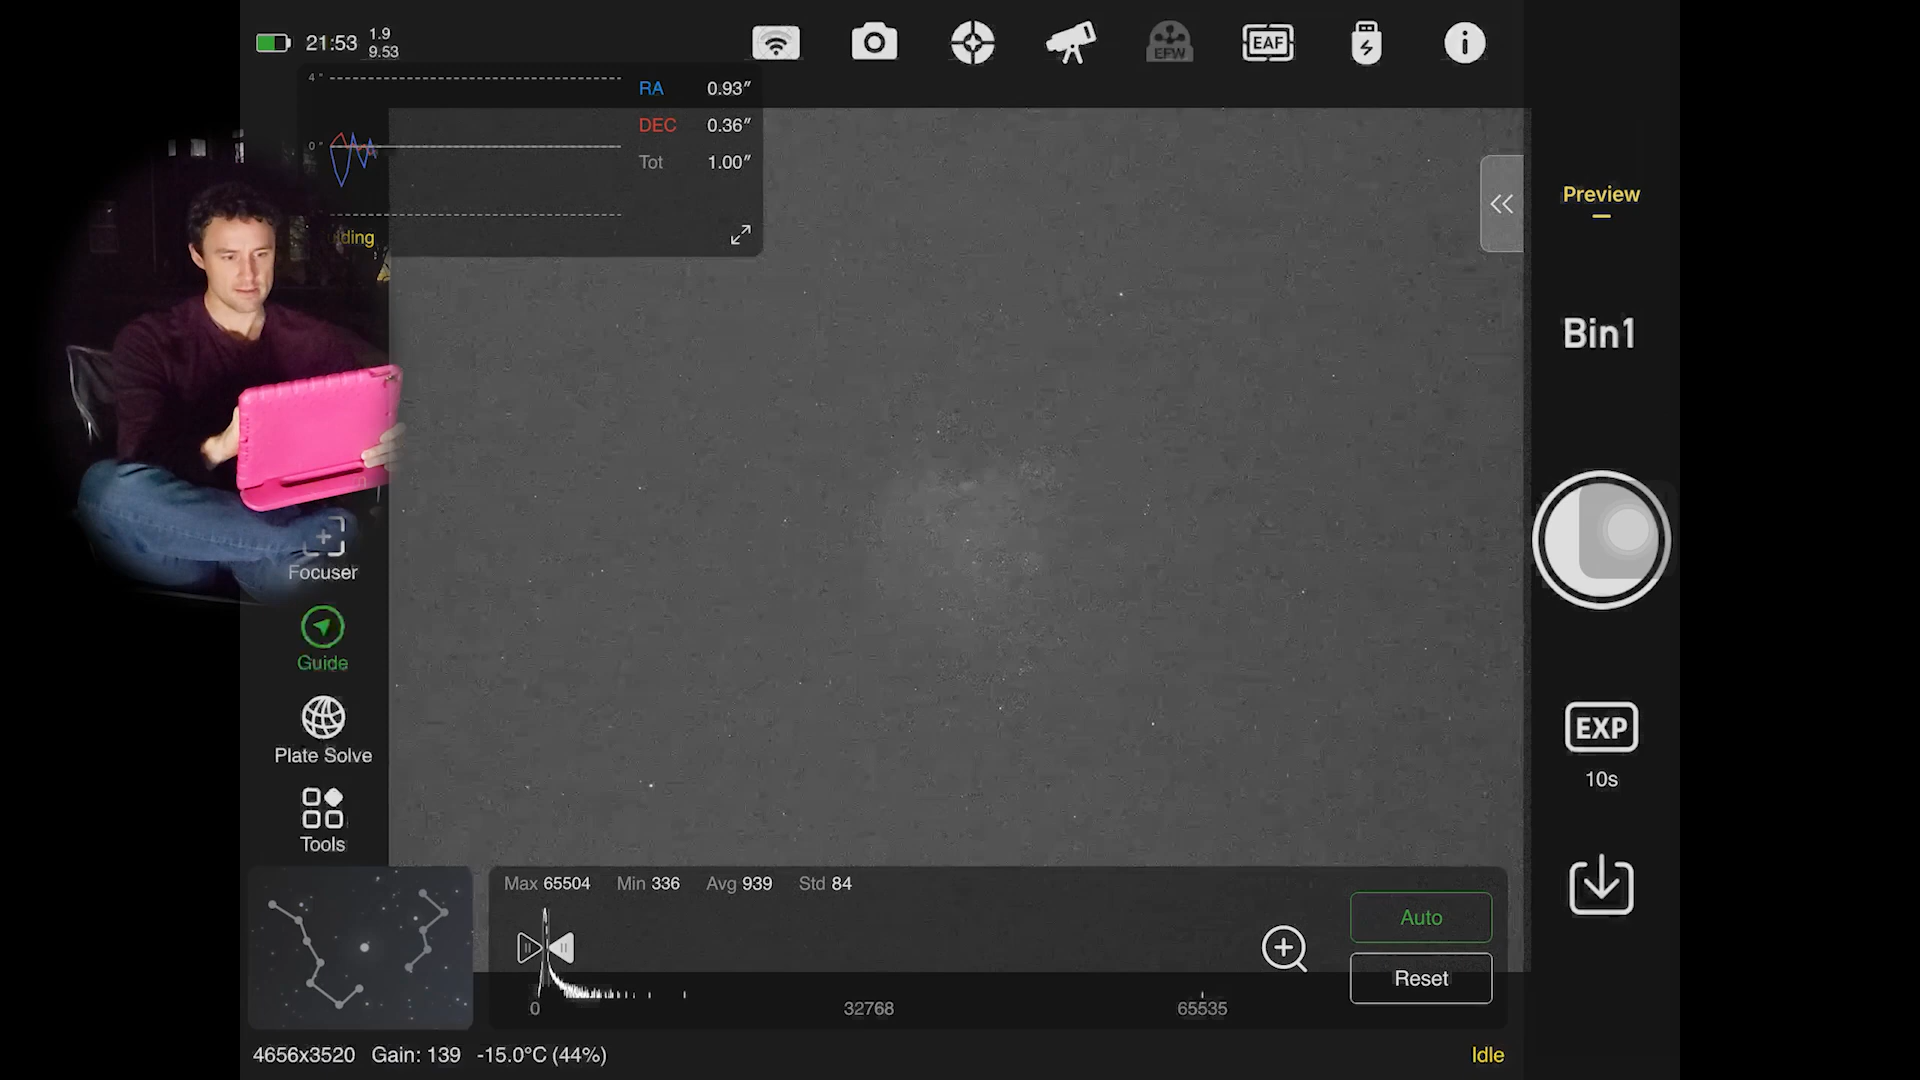 21:53
1.9
9.53
EFW
EAF
4"
0"
RA 0.93"
DEC 0.36"
Tot 1.00"
Preview
Bin1
EXP
10s
Focuser
Guide
Plate Solve
Tools
Max 65504 Min 336 Avg 939 Std 84
Auto
Reset
0 32768 65535
4656x3520 Gain: 139 -15.0°C (44%)
Idle